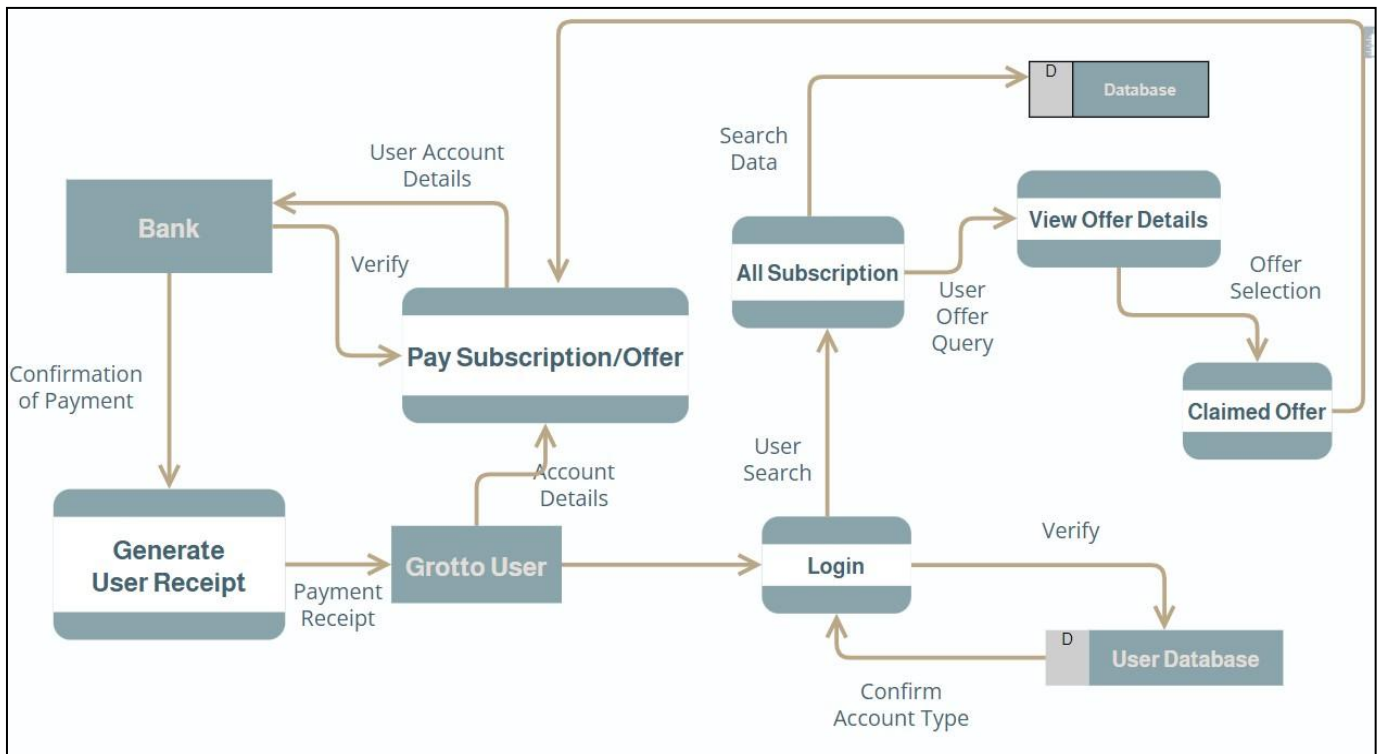 D
Database
Search
Data
User Account
Details
Bank
View Offer Details
Verify
All Subscription
Offer
Selection
User
Offer
Query
Pay Subscription/Offer
Confirmation
of Payment
Claimed Offer
User
Search
Account
Details
Generate
User Receipt
Verify
Grotto User
Login
Payment
Receipt
D
User Database
Confirm
Account Type